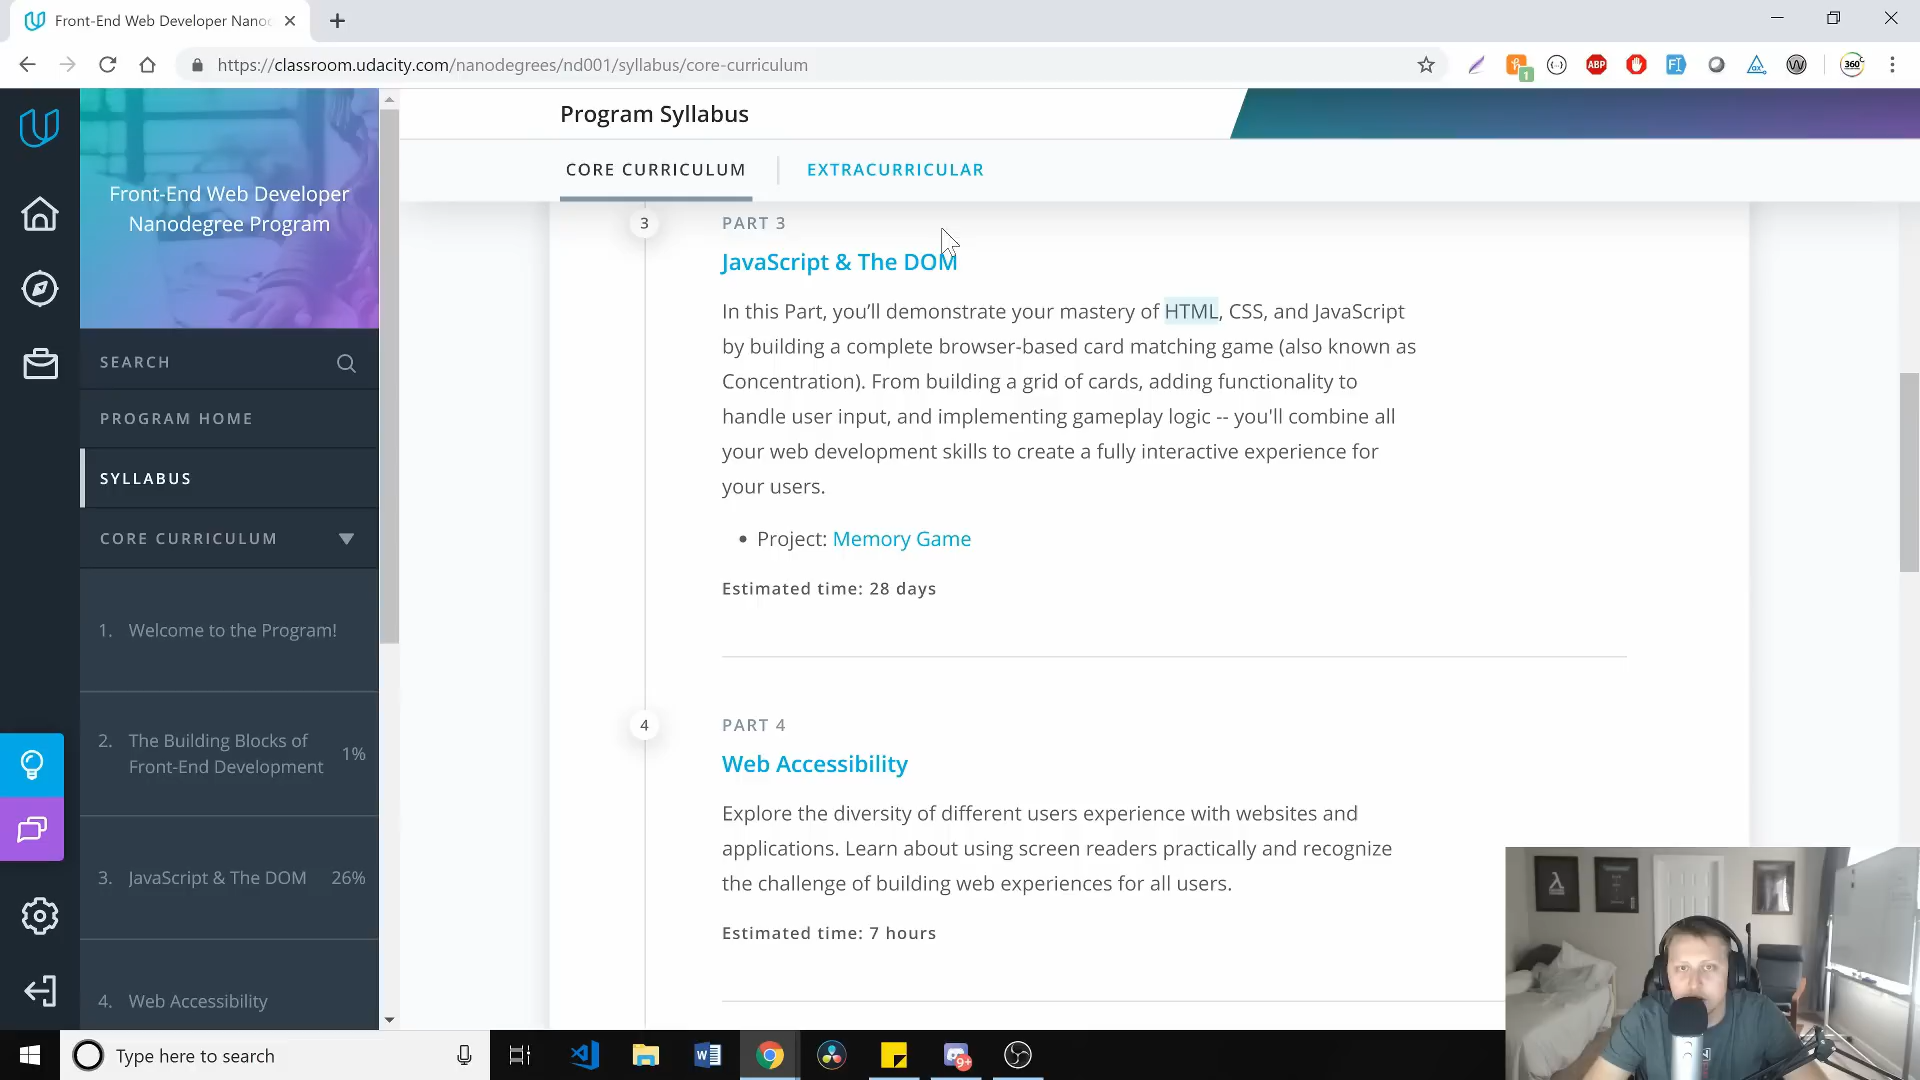 Front-End Web Developer Nano
https://classroom.udacity.com/nanodegrees/nd001/syllabus/core-curriculum
1
ABP
360
Program Syllabus
CORE CURRICULUM
EXTRACURRICULAR
Front-End Web Developer
Nanodegree Program
SEARCH
PROGRAM HOME
SYLLABUS
CORE CURRICULUM
1. Welcome to the Program!
2. The Building Blocks of
Front-End Development
1%
3. JavaScript & The DOM 26%
4. Web Accessibility
3
PART 3
JavaScript & The DOM
In this Part, you’ll demonstrate your mastery of HTML, CSS, and JavaScript
by building a complete browser-based card matching game (also known as
Concentration). From building a grid of cards, adding functionality to
handle user input, and implementing gameplay logic -- you'll combine all
your web development skills to create a fully interactive experience for
your users.
• Project: Memory Game
Estimated time: 28 days
4
PART 4
Web Accessibility
Explore the diversity of different users experience with websites and
applications. Learn about using screen readers practically and recognize
the challenge of building web experiences for all users.
Estimated time: 7 hours
Type here to search
9+